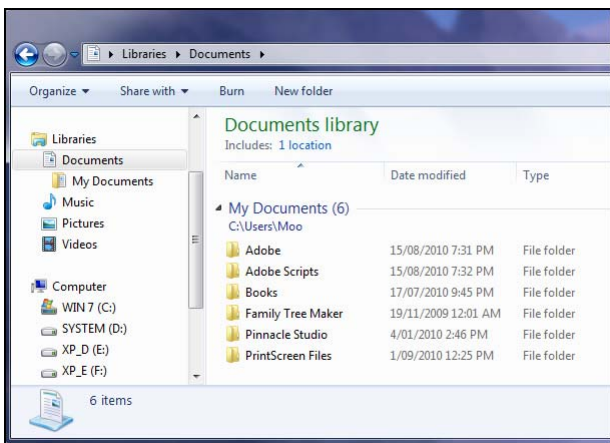 Libraries Documents
Organize Share with Burn New folder
Libraries
Documents
My Documents
Music
Pictures
Videos
Computer
WIN 7 (C:)
SYSTEM (D:)
XP_D (E:)
XP_E (F:)
Documents library
Includes: 1 location
Name Date modified Type
My Documents (6)
C:\Users\Moo
Adobe 15/08/2010 7:31 PM File folder
Adobe Scripts 15/08/2010 7:32 PM File folder
Books 17/07/2010 9:45 PM File folder
Family Tree Maker 19/11/2009 12:01 AM File folder
Pinnacle Studio 4/01/2010 2:46 PM File folder
PrintScreen Files 1/09/2010 12:25 PM File folder
6 items